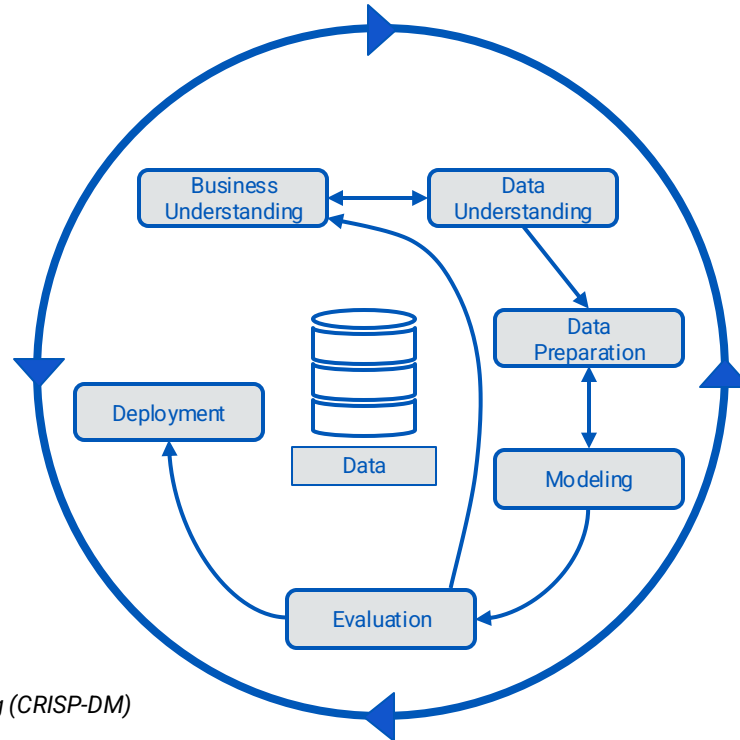 Business
Understanding
Data
Understanding
Data
Preparation
Deployment
Data
Modeling
Evaluation
(CRISP-DM)